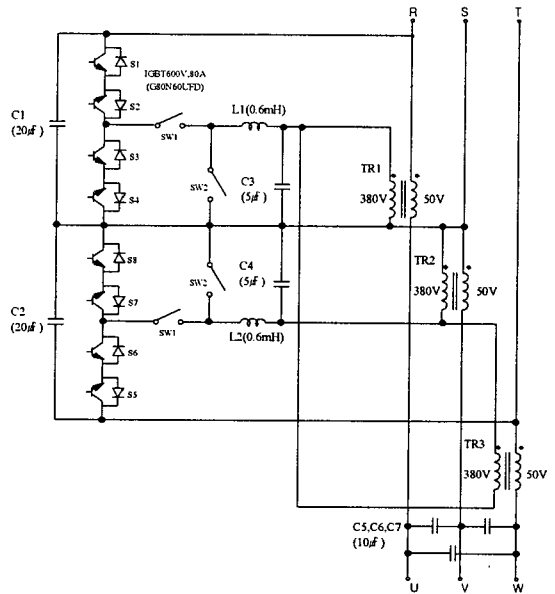 R S T
S1
IGBT600V,80A
(G80N60UFD)
S2
C1
(20㎌)
L1(0.6mH)
SW1
S3
TR1
SW2
C3
(5㎌)
380V
50V
S4
S8
C4
(5㎌)
TR2
SW2
380V
50V
S7
C2
(20㎌)
SW1
L2(0.6mH)
S6
S5
TR3
380V
50V
C5,C6,C7
(10㎌)
U V W